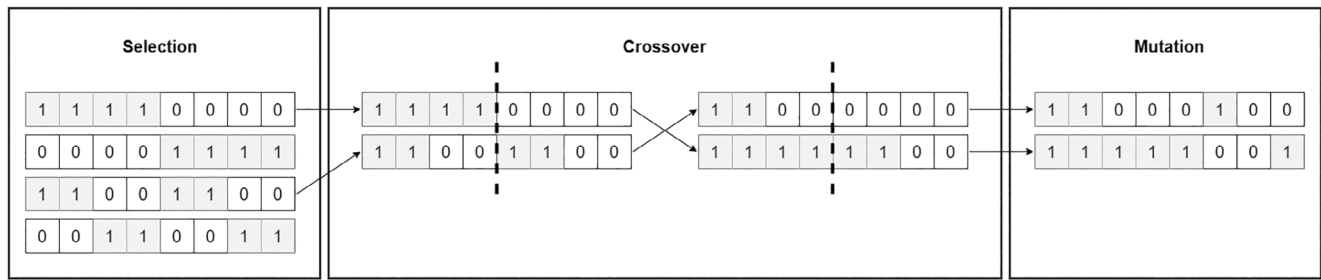 Selection Crossover Mutation
1 1 1 1 0 0 0 0 1 1 1 1 0 0 0 0 1 1 0 0 0 0 0 0 1 1 0 0 0 1 0 0
0 0 0 0 1 1 1 1 1 1 0 0 1 1 0 0 1 1 1 1 1 1 0 0 1 1 1 1 1 0 0 1
1 1 0 0 1 1 0 0
0 0 1 1 0 0 1 1